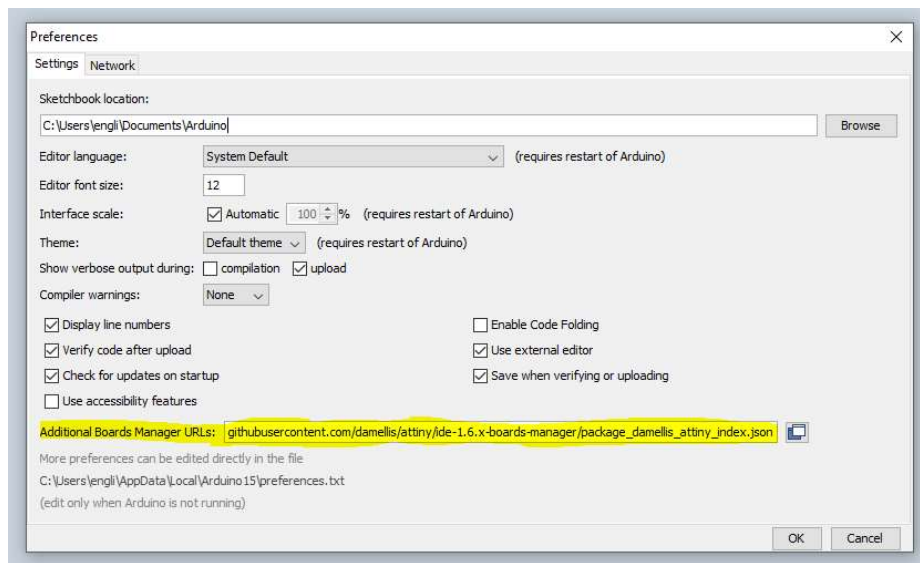 Preferences
Settings Network
Sketchbook location:
C:\Users\engli\Documents\Arduino Browse
Editor language: System Default (requires restart of Arduino)
Editor font size: 12
Interface scale: Automatic 100 % (requires restart of Arduino)
Theme: Default theme (requires restart of Arduino)
Show verbose output during: compilation upload
Compiler warnings: None
Display line numbers Enable Code Folding
Verify code after upload Use external editor
Check for updates on startup Save when verifying or uploading
Use accessibility features
Additional Boards Manager URLs: githubusercontent.com/damellis/attiny/ide-1.6.x-boards-manager/package_damellis_attiny_index.json
More preferences can be edited directly in the file
C:\Users\engli\AppData\Local\Arduino15\preferences.txt
(edit only when Arduino is not running)
OK Cancel